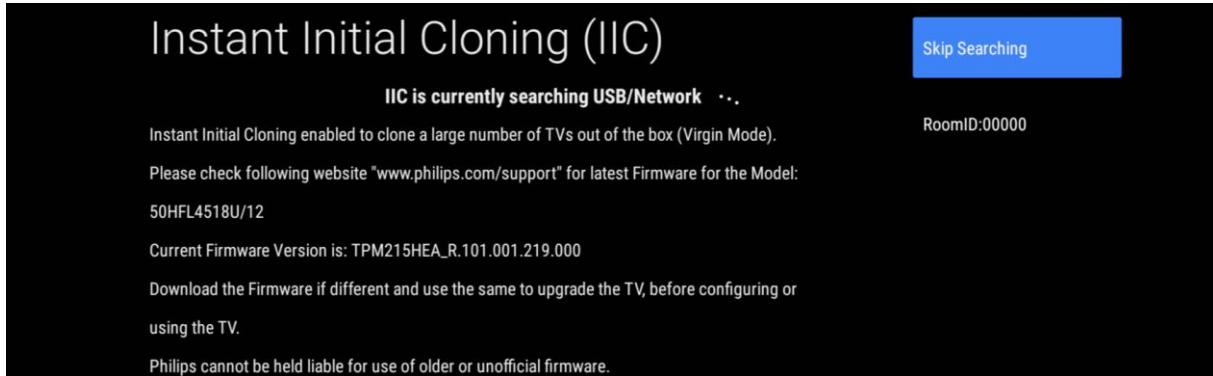 Instant Initial Cloning (IIC)
Skip Searching
IIC is currently searching USB/Network
RoomID:00000
Instant Initial Cloning enabled to clone a large number of TVs out of the box (Virgin Mode).
Please check following website "www.philips.com/support" for latest Firmware for the Model:
50HFL4518U/12
Current Firmware Version is: TPM215HEA_R.101.001.219.000
Download the Firmware if different and use the same to upgrade the TV, before configuring or
using the TV.
Philips cannot be held liable for use of older or unofficial firmware.